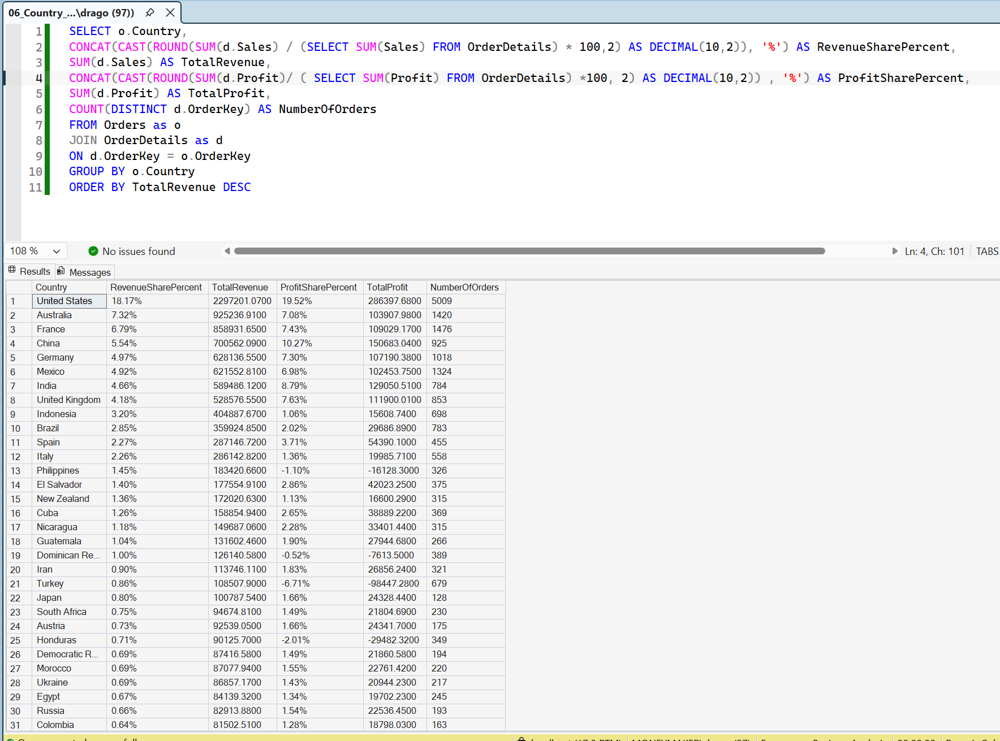 06_Country_...\drago (97))
1 SELECT o.Country,
2 CONCAT(CAST(ROUND(SUM(d.Sales) / (SELECT SUM(Sales) FROM OrderDetails) * 100,2) AS DECIMAL(10,2)), '%') AS RevenueSharePercent,
3 SUM(d.Sales) AS TotalRevenue,
4 CONCAT(CAST(ROUND(SUM(d.Profit)/ ( SELECT SUM(Profit) FROM OrderDetails) *100, 2) AS DECIMAL(10,2)) , '%') AS ProfitSharePercent,
5 SUM(d.Profit) AS TotalProfit,
6 COUNT(DISTINCT d.OrderKey) AS NumberOfOrders
7 FROM Orders as o
8 JOIN OrderDetails as d
9 ON d.OrderKey = o.OrderKey
10 GROUP BY o.Country
11 ORDER BY TotalRevenue DESC
108 % No issues found Ln: 4, Ch: 101 TABS
Results Messages
Country RevenueSharePercent TotalRevenue ProfitSharePercent TotalProfit NumberOfOrders
1 United States 18.17% 2297201.0700 19.52% 286397.6800 5009
2 Australia 7.32% 925236.9100 7.08% 103907.9800 1420
3 France 6.79% 858931.6500 7.43% 109029.1700 1476
4 China 5.54% 700562.0900 10.27% 150683.0400 925
5 Germany 4.97% 628136.5500 7.30% 107190.3800 1018
6 Mexico 4.92% 621552.8100 6.98% 102453.7500 1324
7 India 4.66% 589486.1200 8.79% 129050.5100 784
8 United Kingdom 4.18% 528576.5500 7.63% 111900.0100 853
9 Indonesia 3.20% 404887.6700 1.06% 15608.7400 698
10 Brazil 2.85% 359924.8500 2.02% 29686.8900 783
11 Spain 2.27% 287146.7200 3.71% 54390.1000 455
12 Italy 2.26% 286142.8200 1.36% 19985.7100 558
13 Philippines 1.45% 183420.6600 -1.10% -16128.3000 326
14 El Salvador 1.40% 177554.9100 2.86% 42023.2500 375
15 New Zealand 1.36% 172020.6300 1.13% 16600.2900 315
16 Cuba 1.26% 158854.9400 2.65% 38889.2200 369
17 Nicaragua 1.18% 149687.0600 2.28% 33401.4400 315
18 Guatemala 1.04% 131602.4600 1.90% 27944.6800 266
19 Dominican Re... 1.00% 126140.5800 -0.52% -7613.5000 389
20 Iran 0.90% 113746.1100 1.83% 26856.2400 321
21 Turkey 0.86% 108507.9000 -6.71% -98447.2800 679
22 Japan 0.80% 100787.5400 1.66% 24328.4400 128
23 South Africa 0.75% 94674.8100 1.49% 21804.6900 230
24 Austria 0.73% 92539.0500 1.66% 24341.7000 175
25 Honduras 0.71% 90125.7000 -2.01% -29482.3200 349
26 Democratic R... 0.69% 87416.5800 1.49% 21860.5800 194
27 Morocco 0.69% 87077.9400 1.55% 22761.4200 220
28 Ukraine 0.69% 86857.1700 1.43% 20944.2300 217
29 Egypt 0.67% 84139.3200 1.34% 19702.2300 245
30 Russia 0.66% 82913.8800 1.54% 22536.4500 193
31 Colombia 0.64% 81502.5100 1.28% 18798.0300 163